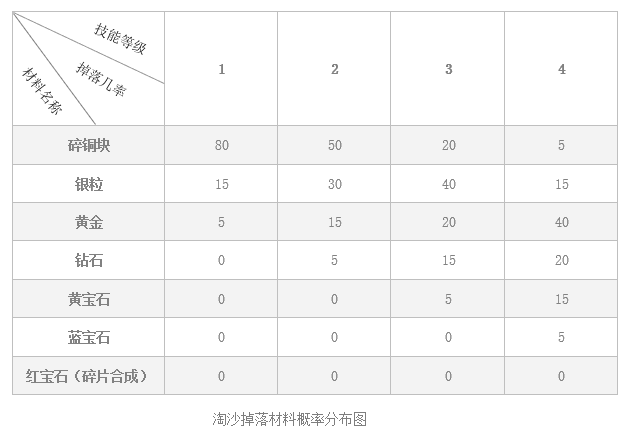 技能等级
掉落几率
材料名称
1 2 3 4
碎铜块 80 50 20 5
银粒 15 30 40 15
黄金 5 15 20 40
钻石 0 5 15 20
黄宝石 0 0 5 15
蓝宝石 0 0 0 5
红宝石（碎片合成） 0 0 0 0
淘沙掉落材料概率分布图